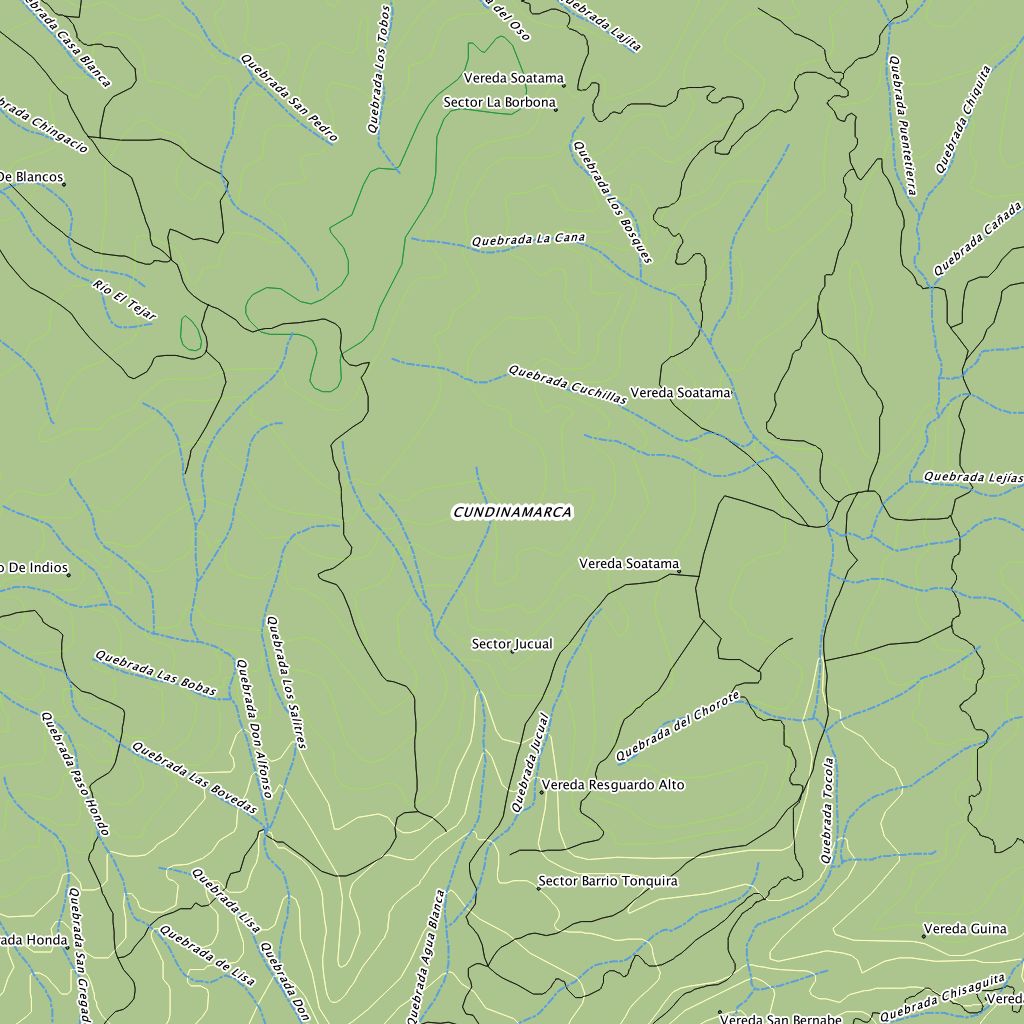 Quebrada Lajita
del Oso
Quebrada Los Tobos
Quebrada Casa Blanca
Quebrada San Pedro
Vereda Soatama
Sector La Borbona
Quebrada Puentetierra
Quebrada Chiquita
brada Chingacio
De Blancos
Quebrada Los Bosques
Quebrada La Cana
Quebrada Cañada
Rio El Tejar
Quebrada Cuchillas
Vereda Soatama
Quebrada Lejías
CUNDINAMARCA
Vereda Soatama
o De Indios
Sector Jucual
Quebrada Las Bobas
Quebrada Los Salitres
Quebrada Don Alfonso
Quebrada del Chorote
Quebrada Jucual
Quebrada Paso Hondo
Quebrada Las Bovedas
Vereda Resguardo Alto
Quebrada Tocola
Sector Barrio Tonquira
Quebrada Lisa
Quebrada San Gregad
Quebrada Agua Blanca
Vereda Guina
ada Honda
Quebrada de Lisa
Quebrada Don
Quebrada Chisaguita
Vereda
Vereda San Bernabe